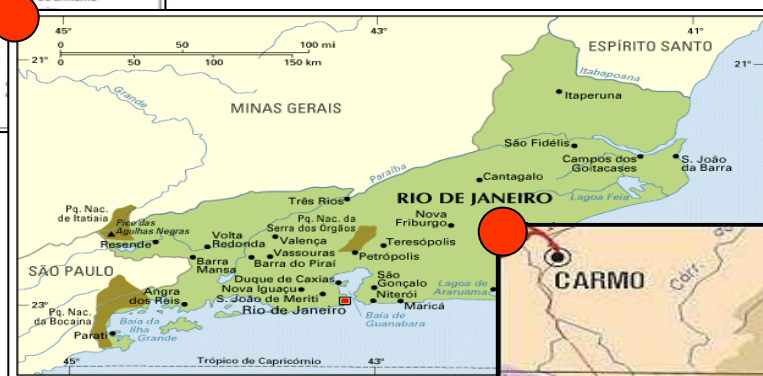 45°
43°
41°
0 50 100 mi
0 50 100 150 km
21°
21°
ESPÍRITO SANTO
Itabapoana
Grande
MINAS GERAIS
Itaperuna
São Fidélis
Campos dos
Goitacases
S. João
da Barra
Paraíba
Cantagalo
Três Rios
RIO DE JANEIRO
Lagoa Feia
Pq. Nac.
de Itatiaia
Pico das
Agulhas Negras
Resende
Volta
Redonda
Pq. Nac. da
Serra dos Órgãos
Valença
Nova
Friburgo
Teresópolis
Vassouras
Petrópolis
Barra
Mansa
Barra do Piraí
SÃO PAULO
Duque de Caxias
São
Gonçalo
Lagoa de
Araruama
Angra
dos Reis
Nova Iguaçu
S. João de Meriti
Niterói
Maricá
23°
Rio de Janeiro
Baía de
Guanabara
Pq. Nac.
da Bocaina
Baía da
Ilha
Grande
Parati
45°
Trópico de Capricórnio
43°
CARMO
Córr.